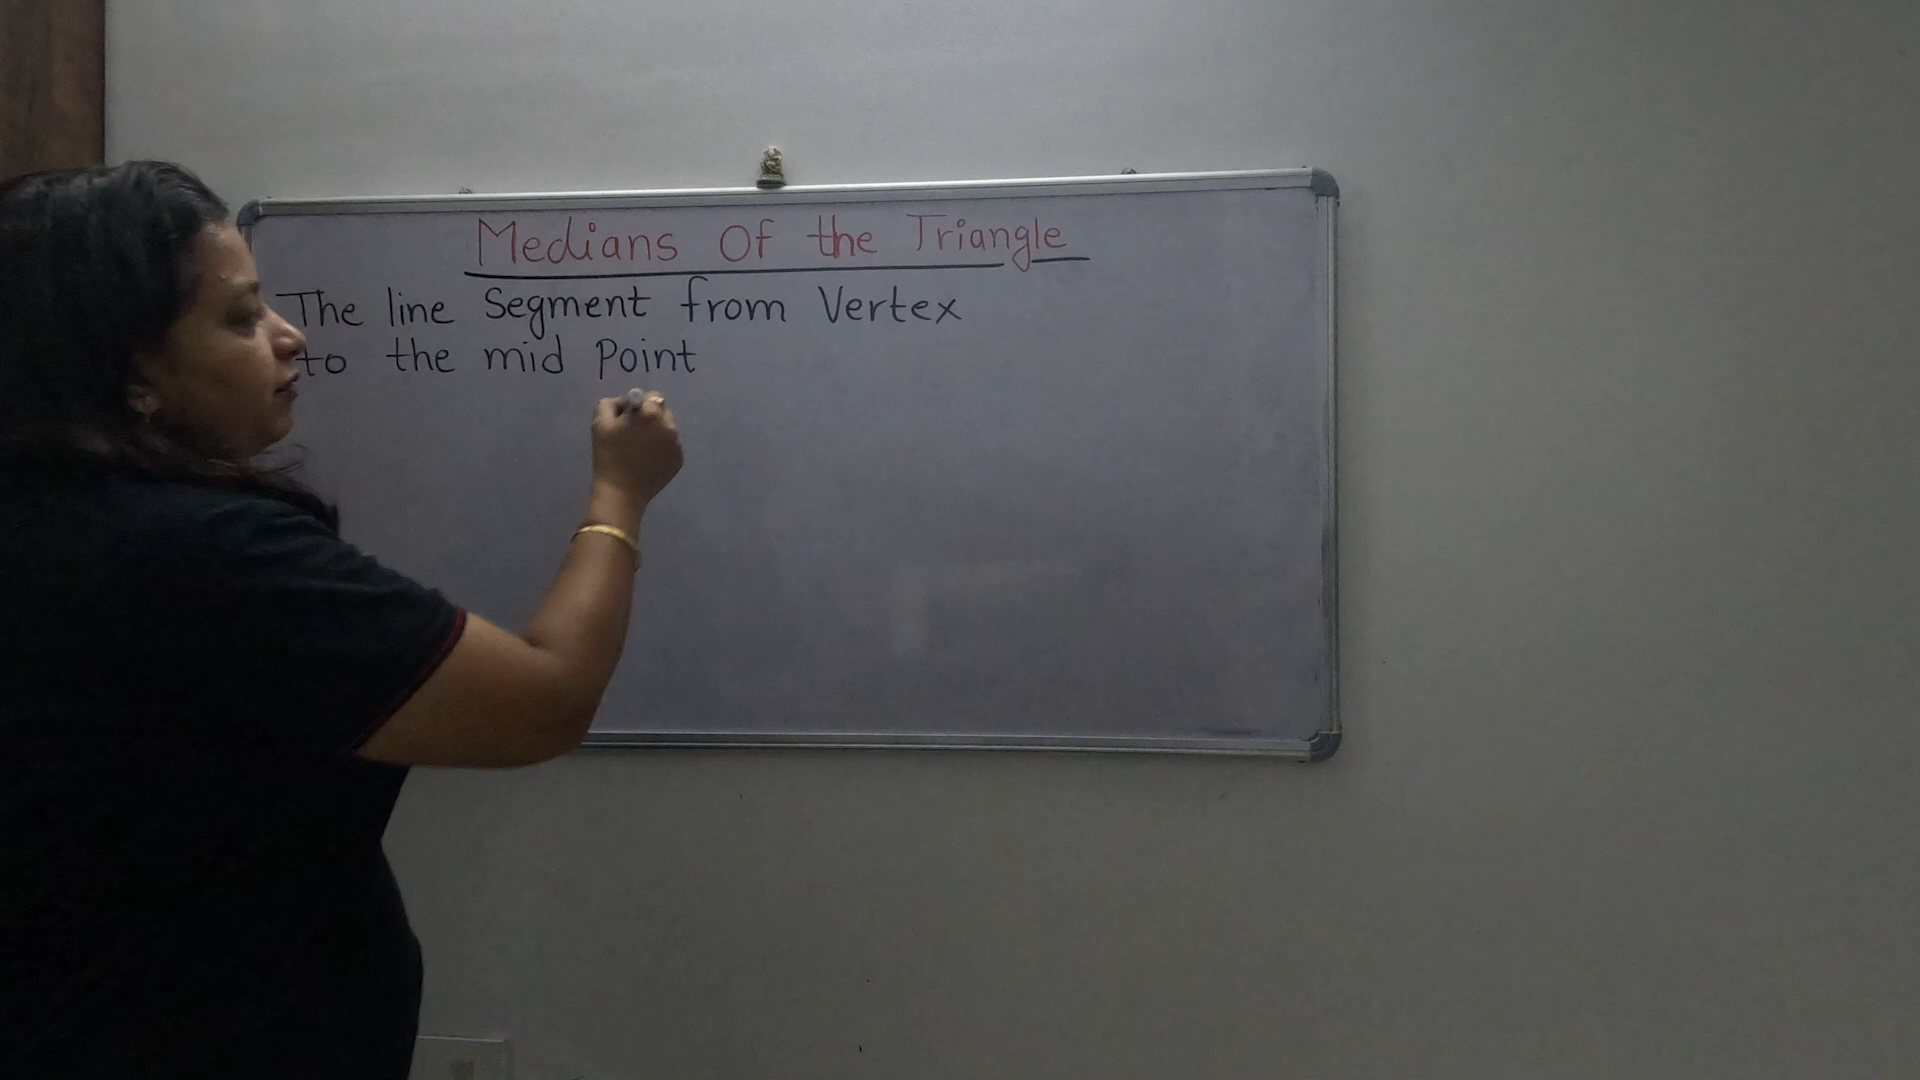 Medians Of the Triangle
The line Segment from Vertex
to the mid Point